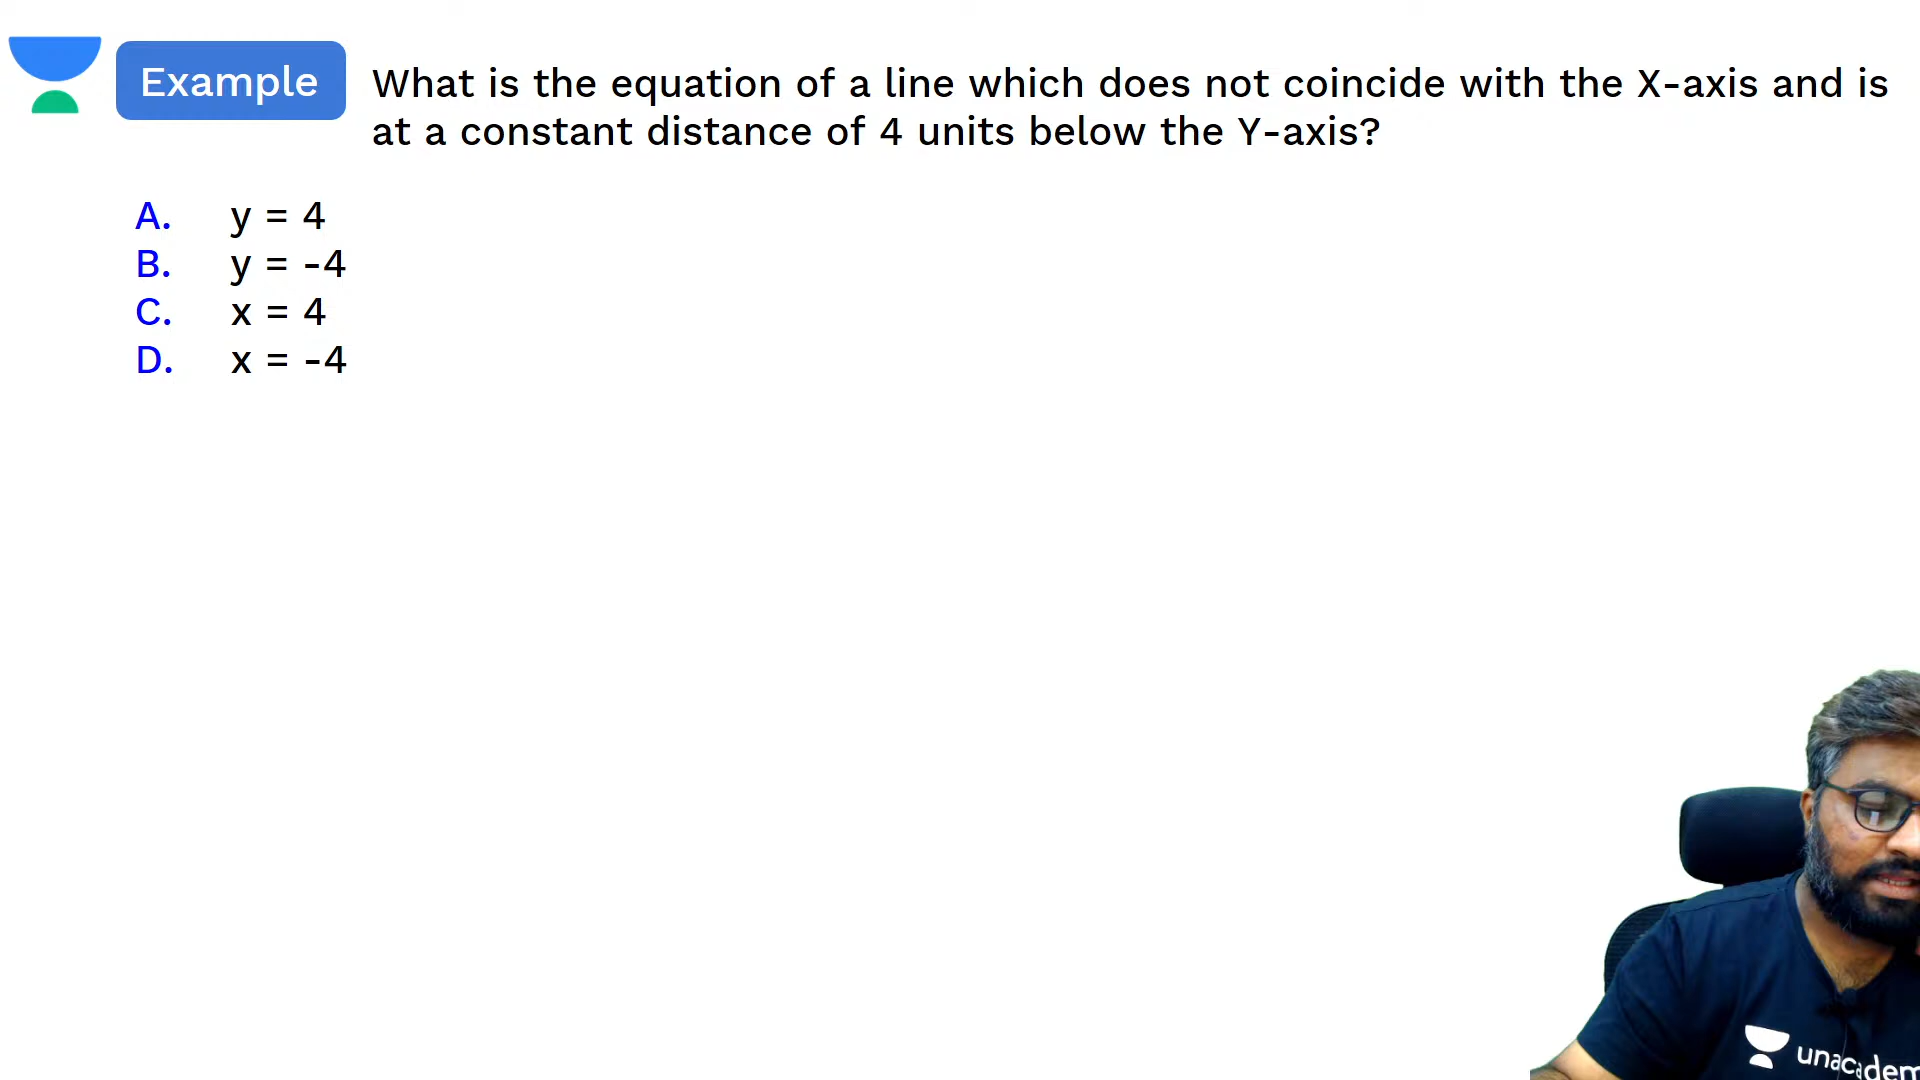 Example
What is the equation of a line which does not coincide with the X-axis and is
at a constant distance of 4 units below the Y-axis?
A. y = 4
B. y = -4
C. x = 4
D. x = -4
unacadem